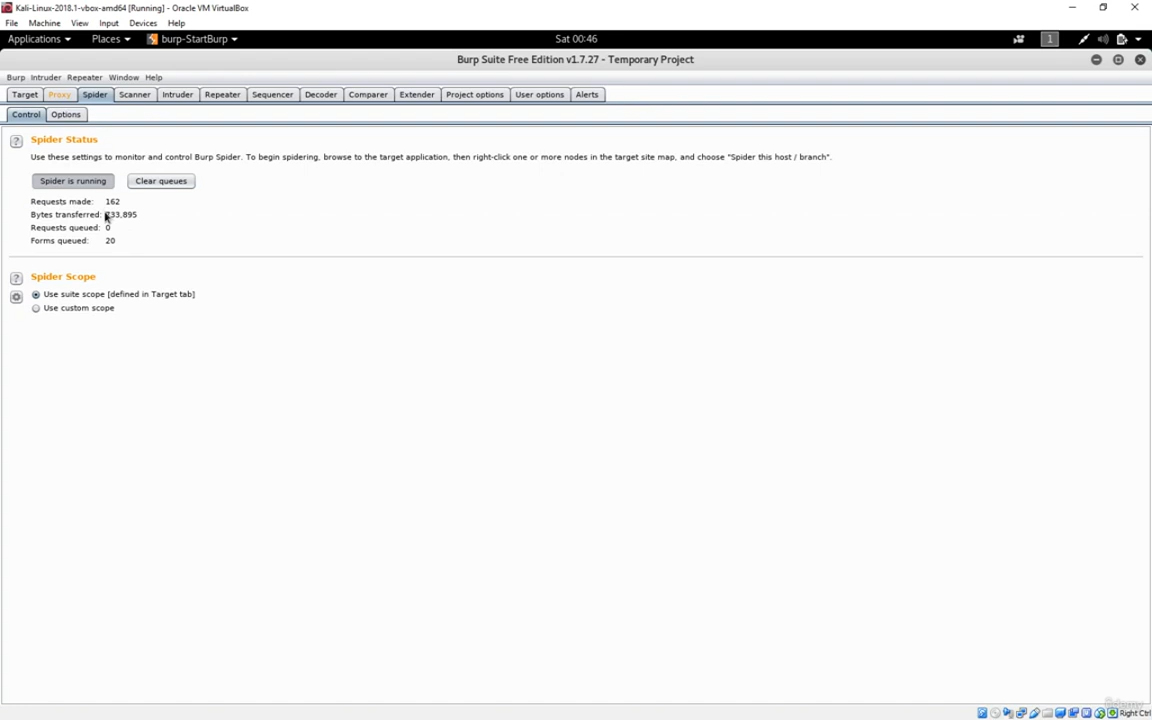 Kali-Linux-2018.1-vbox-amd64 [Running] - Oracle VM VirtualBox
File Machine View Input Devices Help
Applications Places burp-StartBurp Sat 00:46 1
Burp Suite Free Edition v1.7.27 - Temporary Project
Burp Intruder Repeater Window Help
Target Proxy Spider Scanner Intruder Repeater Sequencer Decoder Comparer Extender Project options User options Alerts
Control Options
? Spider Status
Use these settings to monitor and control Burp Spider. To begin spidering, browse to the target application, then right-click one or more nodes in the target site map, and choose "Spider this host / branch".
Spider is running Clear queues
Requests made: 162
Bytes transferred: 33,895
Requests queued: 0
Forms queued: 20
? Spider Scope
Use suite scope [defined in Target tab]
Use custom scope
Udemy
Right Ctrl